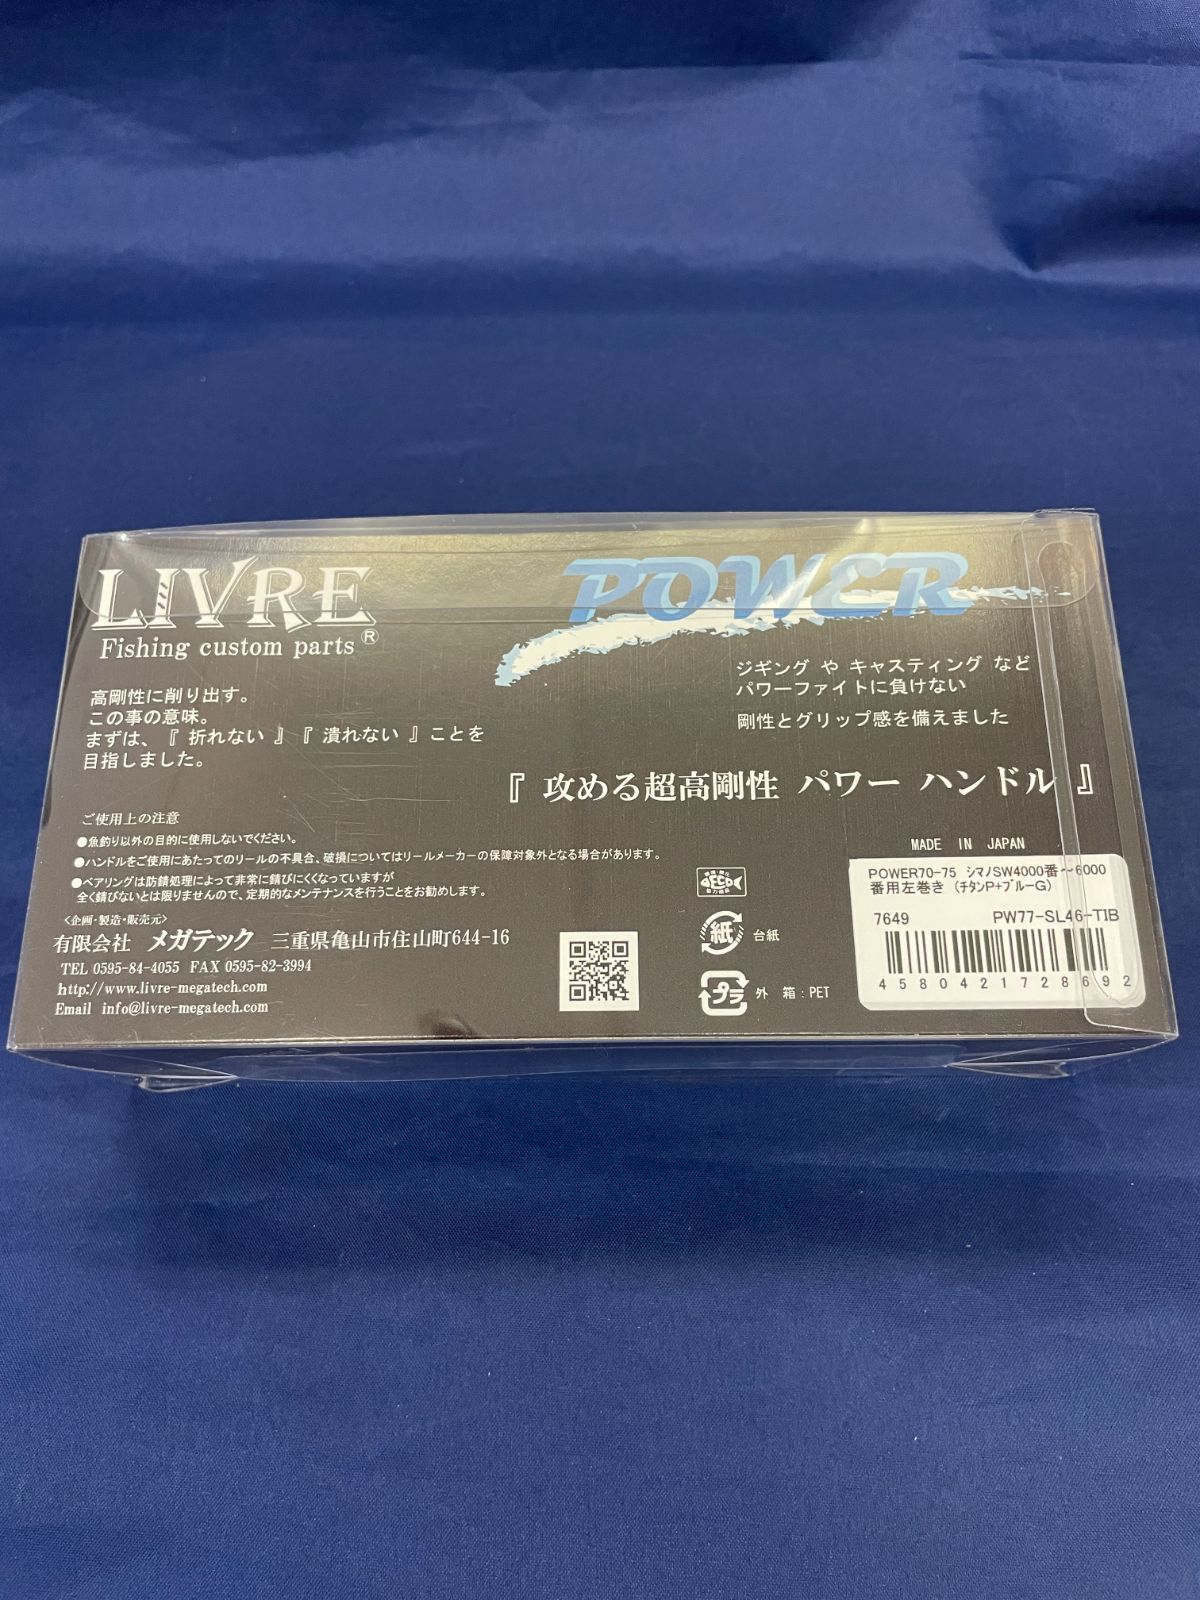 LIVRE
Fishing custom parts®
POWER
高剛性に削り出す。
この事の意味。
まずは、『 折れない 』『 潰れない 』ことを
目指しました。
ジギング や キャスティング など
パワーファイトに負けない
剛性とグリップ感を備えました
『 攻める超高剛性 パワー ハンドル 』
ご使用上の注意
●魚釣り以外の目的に使用しないでください。
●ハンドルをご使用にあたってのリールの不具合、破損についてはリールメーカーの保障対象外となる場合があります。
●ベアリングは防錆処理によって非常に錆びにくくなっていますが
全く錆びないとは限りませんので、定期的なメンテナンスを行うことをお勧めします。
<企画・製造・販売元>
有限会社 メガテック 三重県亀山市住山町644-16
TEL 0595-84-4055 FAX 0595-82-3994
http://www.livre-megatech.com
Email info@livre-megatech.com
ECO
紙 台紙
プラ 外 箱:PET
MADE IN JAPAN
POWER70-75 シマノSW4000番~6000
番用左巻き (チタンP+ブルーG)
7649 PW77-SL46-TIB
4580421728692